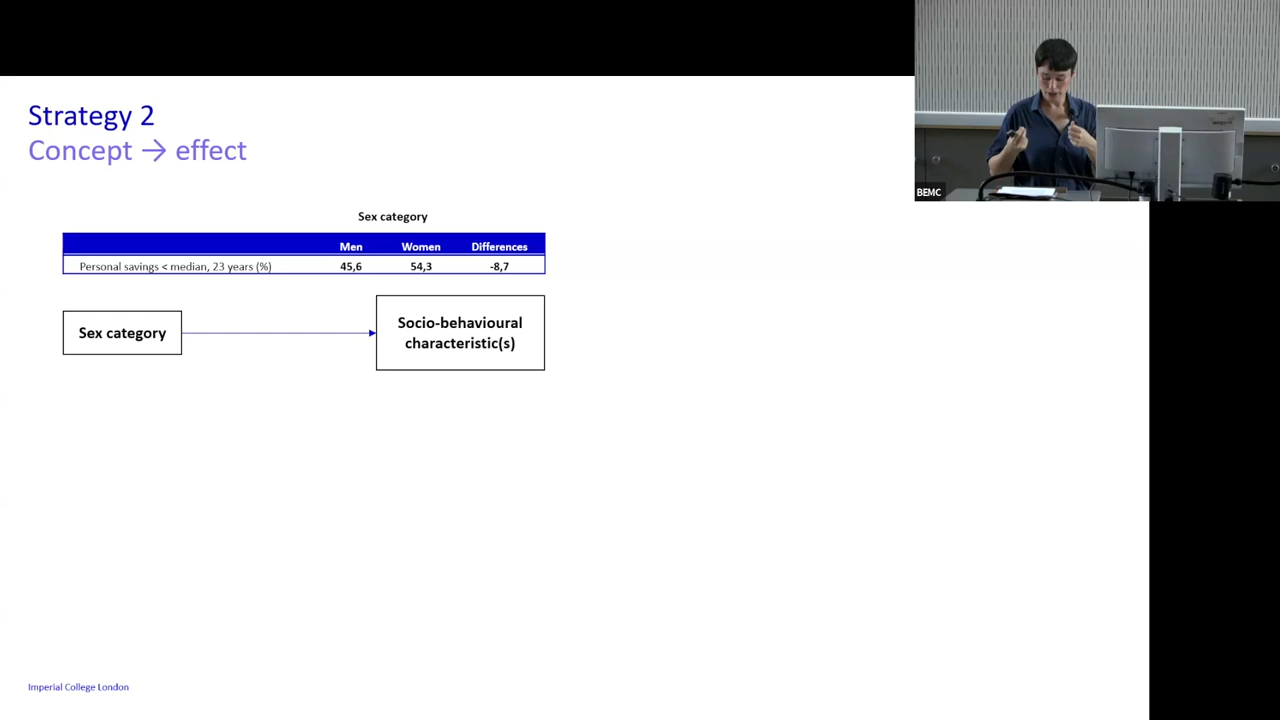 Strategy 2
Concept → effect
Sex category
Men Women Differences
Personal savings < median, 23 years (%) 45,6 54,3 -8,7
Sex category
Socio-behavioural
characteristic(s)
Imperial College London
BEMC